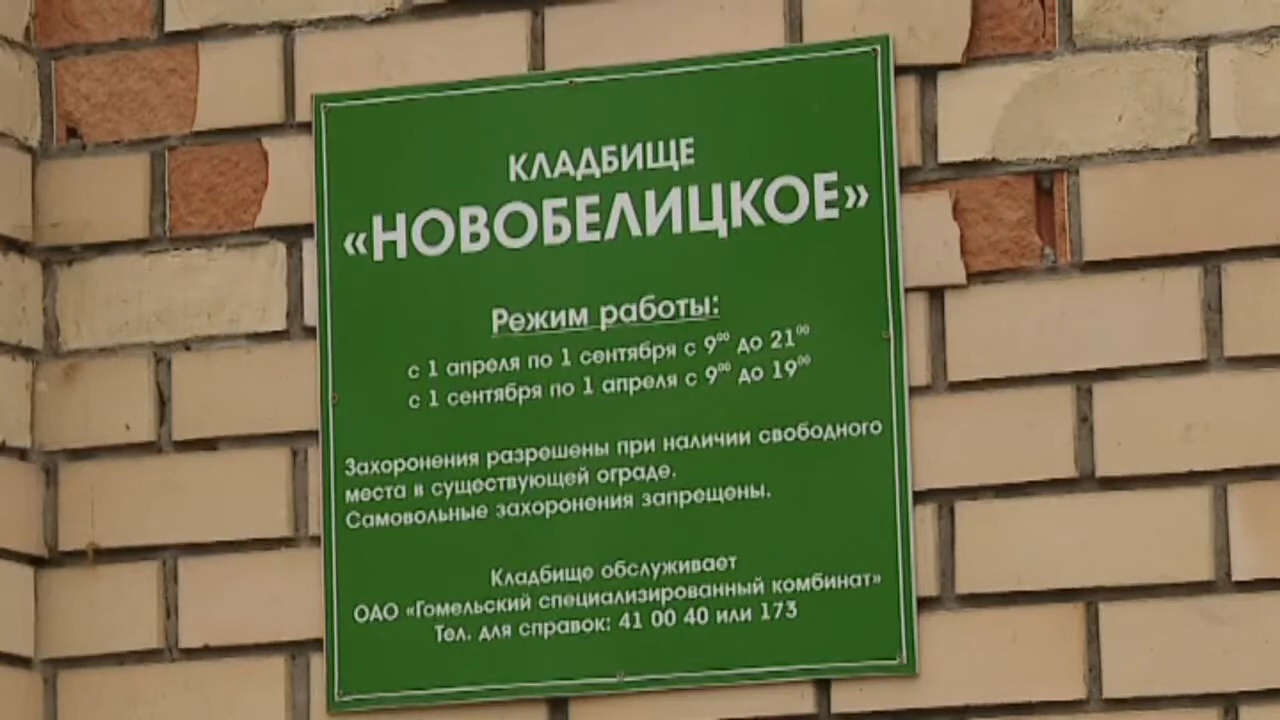 КЛАДБИЩЕ
«НОВОБЕЛИЦКОЕ»
Режим работы:
с 1 апреля по 1 сентября с 9⁰⁰ до 21⁰⁰
с 1 сентября по 1 апреля с 9⁰⁰ до 19⁰⁰
Захоронения разрешены при наличии свободного
места в существующей ограде.
Самовольные захоронения запрещены.
Кладбище обслуживает
ОАО «Гомельский специализированный комбинат»
Тел. для справок: 41 00 40 или 173